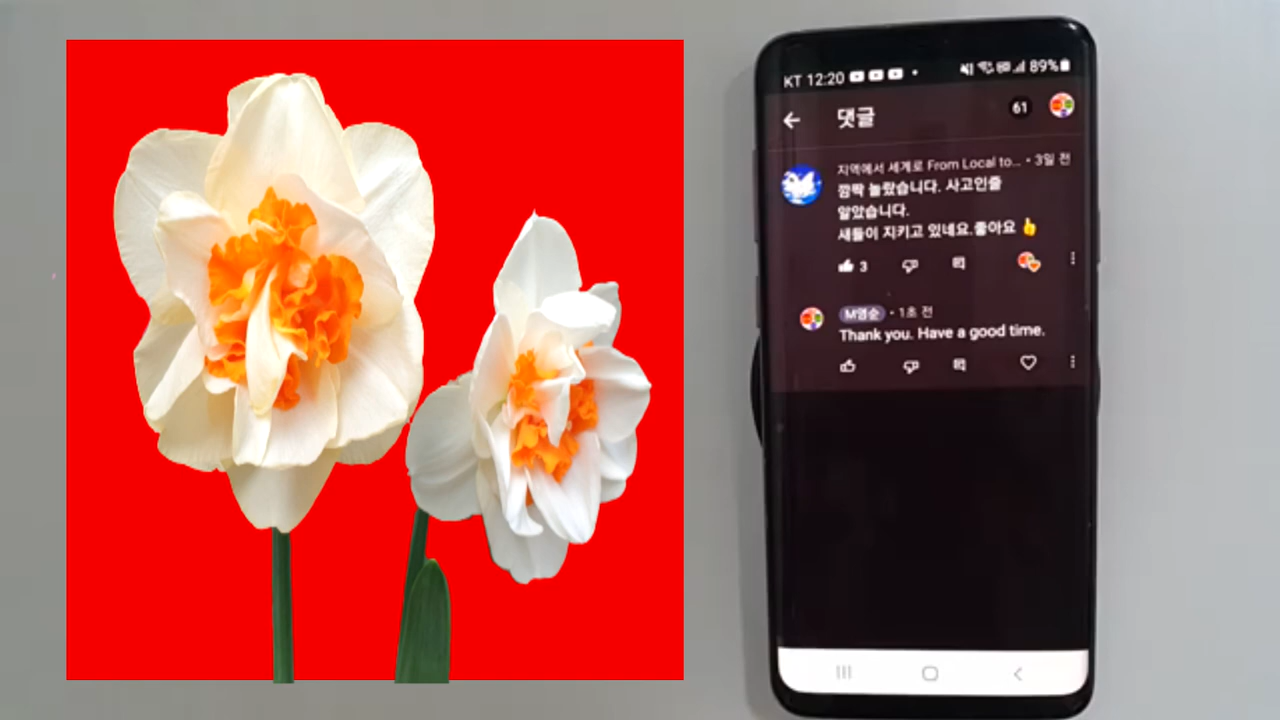 KT 12:20 89%
댓글 61
지역에서 세계로 From Local to... • 3일 전
깜짝 놀랐습니다. 사고인줄
알았습니다.
새들이 지키고 있네요.좋아요👍
3
M영순 • 1초 전
Thank you. Have a good time.